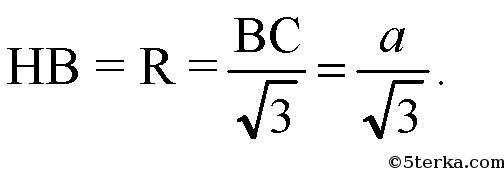 HB = R = BC/√3 = a/√3 .
©5terka.com